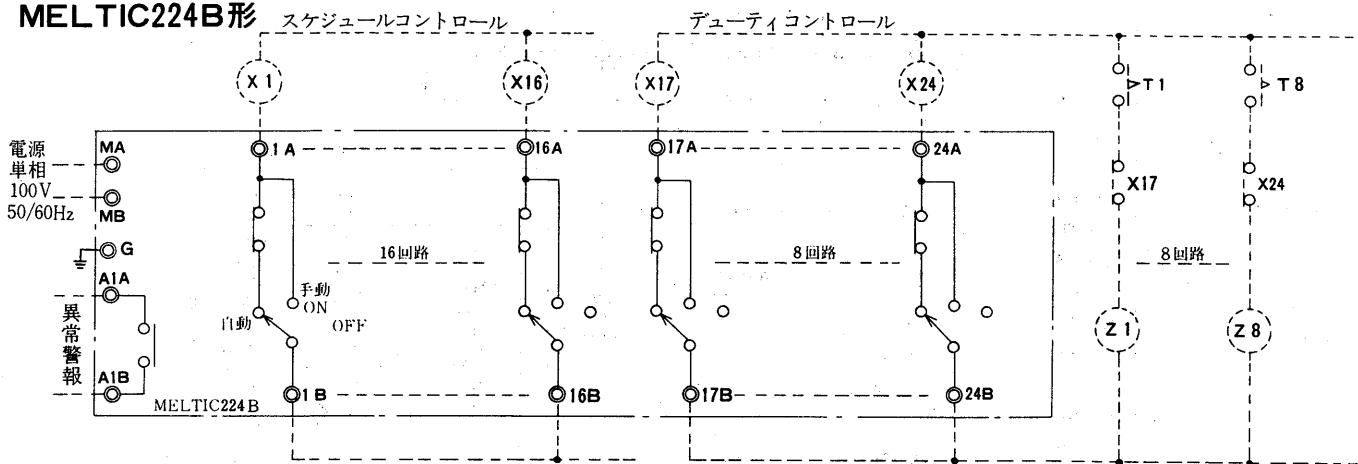 MELTIC224B形
スケジュールコントロール
デューティコントロール
X1
X16
X17
X24
T1
T8
電源
単相
100V
50/60Hz
MA
MB
G
1A
16A
17A
24A
X17
X24
16回路
8回路
8回路
A1A
異常警報
A1B
自動
手動
ON
OFF
Z1
Z8
MELTIC224B
1B
16B
17B
24B